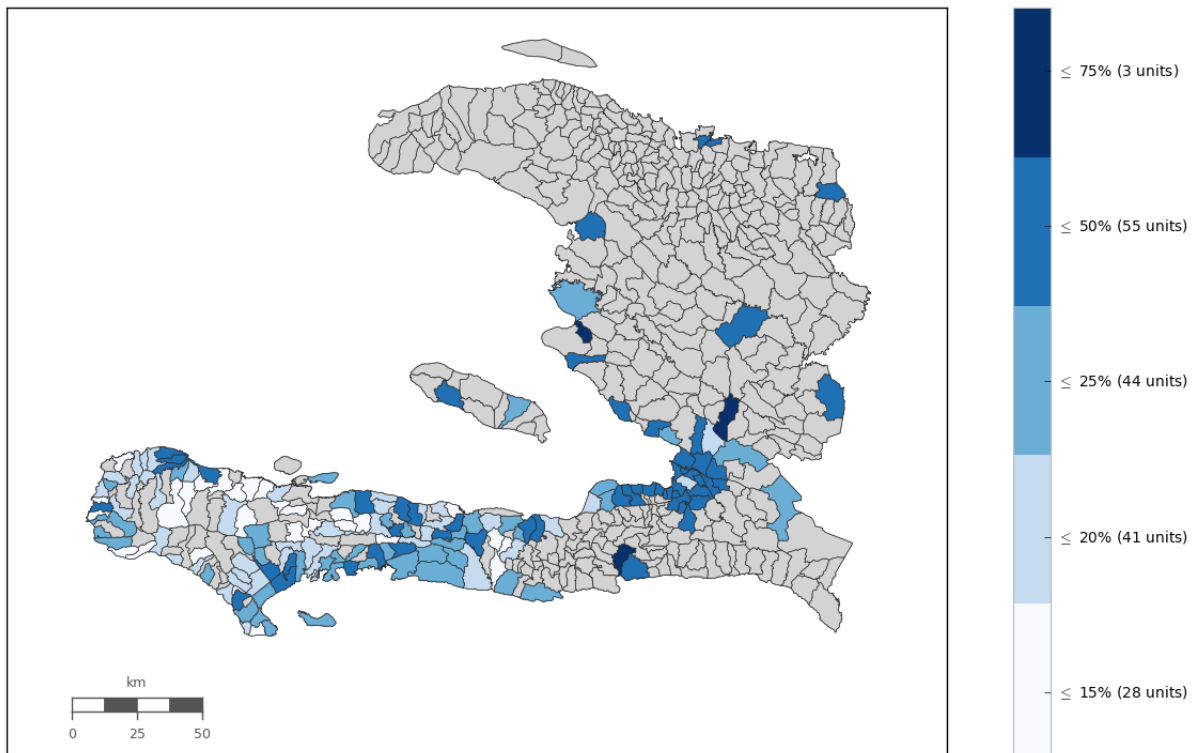 ≤ 75% (3 units)
≤ 50% (55 units)
≤ 25% (44 units)
≤ 20% (41 units)
≤ 15% (28 units)
km
0 25 50